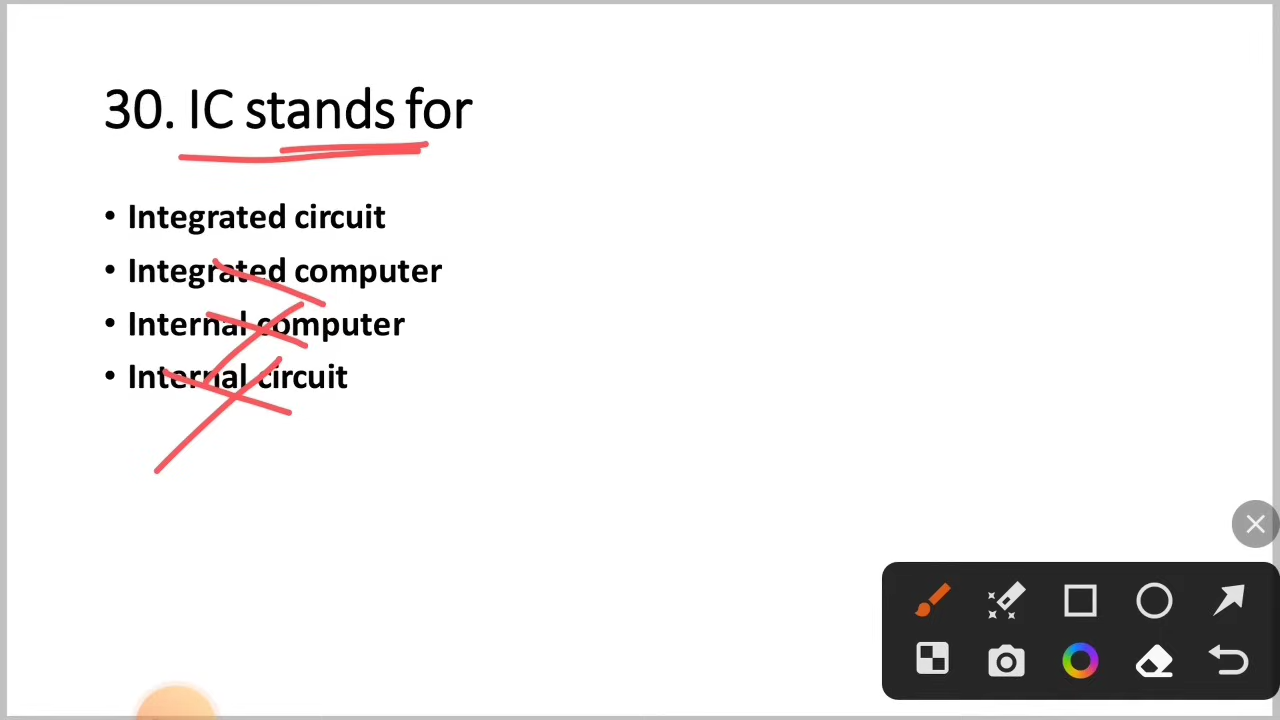 30. IC stands for
• Integrated circuit
• Integrated computer
• Internal computer
• Internal circuit